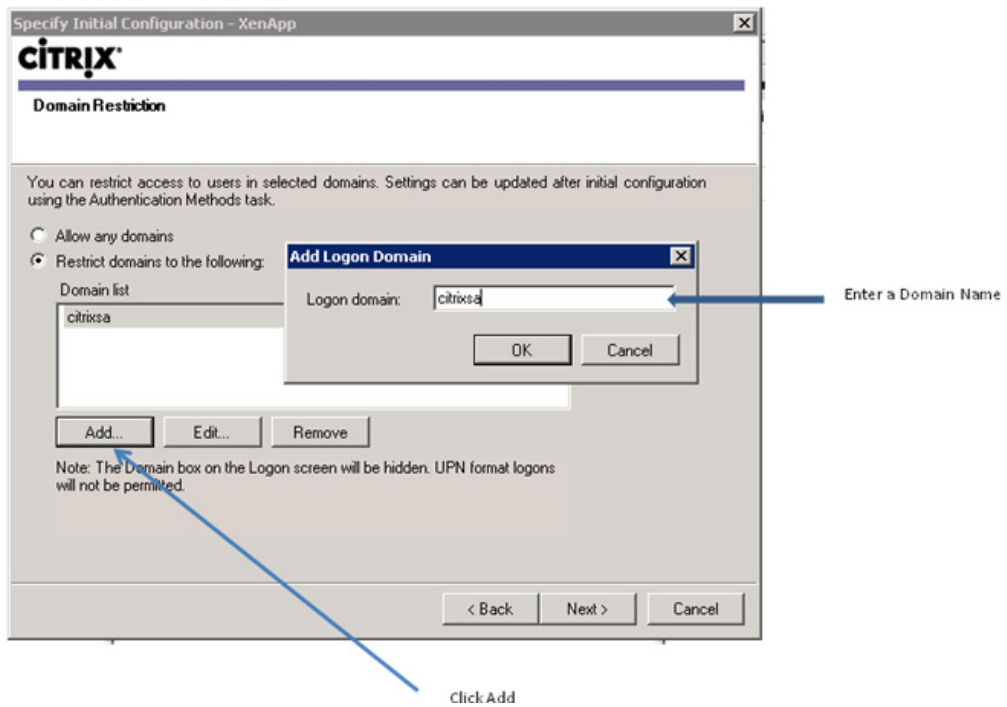 Specify Initial Configuration - XenApp
CITRIX
Domain Restriction
You can restrict access to users in selected domains. Settings can be updated after initial configuration
using the Authentication Methods task.
Allow any domains
Restrict domains to the following:
Domain list
citrixsa
Add Logon Domain
Logon domain:
citrixsa
OK
Cancel
Enter a Domain Name
Add...
Edit...
Remove
Note: The Domain box on the Logon screen will be hidden. UPN format logons
will not be permitted.
< Back
Next >
Cancel
Click Add